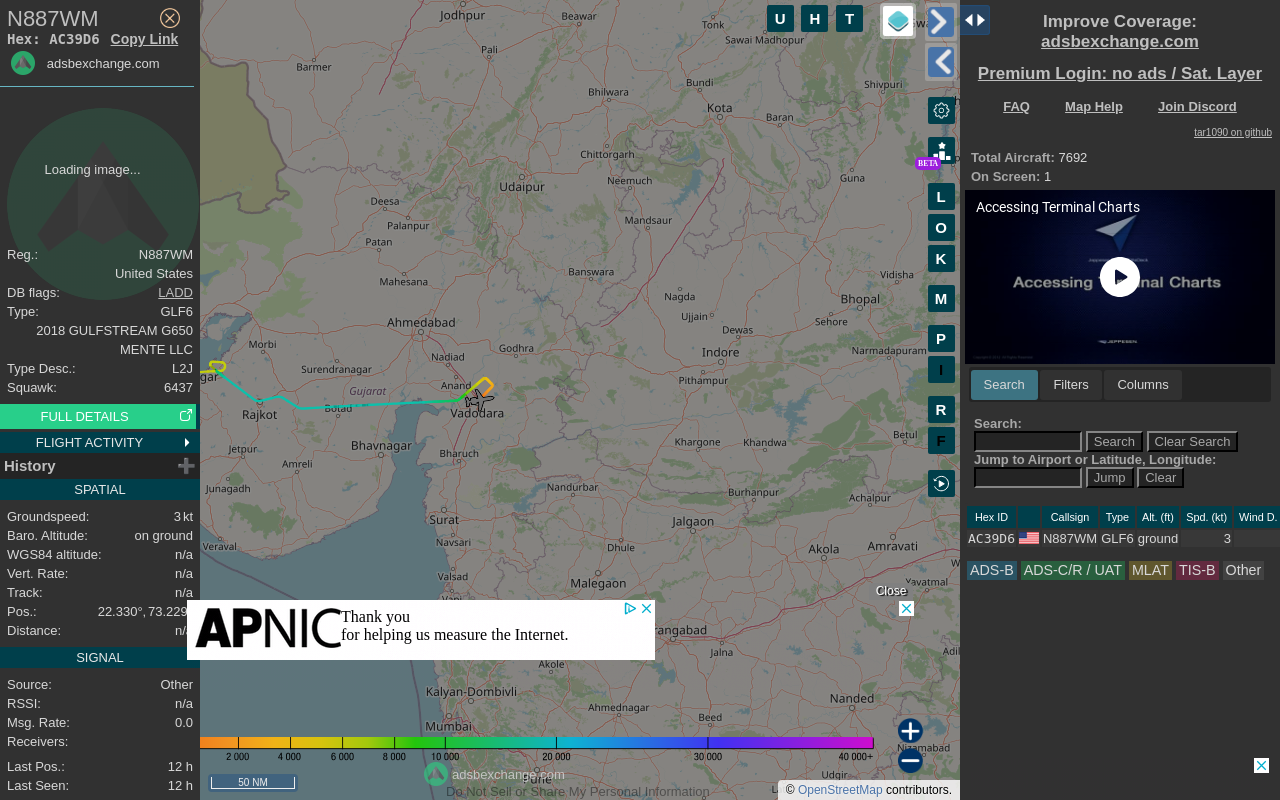 N887WM
Hex: AC39D6 Copy Link
adsbexchange.com
Loading image...
Reg.: N887WM
United States
DB flags: LADD
Type: GLF6
2018 GULFSTREAM G650
MENTE LLC
Type Desc.: L2J
Squawk: 6437
FULL DETAILS
FLIGHT ACTIVITY
History
SPATIAL
Groundspeed: 3 kt
Baro. Altitude: on ground
WGS84 altitude: n/a
Vert. Rate: n/a
Track: n/a
Pos.: 22.330°, 73.229
Distance:
SIGNAL
Source: Other
RSSI: n/a
Msg. Rate: 0.0
Receivers:
Last Pos.: 12 h
Last Seen: 12 h
U H T
Jodhpur
Beawar
Tonk
Sawai Madhopur
Pali
Barmer
Bundi
Shivpuri
Bhilwara
Kota
Baran
Chittorgarh
BETA
Udaipur
Neemuch
Guna
Deesa
Palanpur
Mandsaur
Patan
Banswara
Mahesana
Vidisha
Nagda
Bhopal
Ujjain
Sehore
Ahmedabad
Dewas
Morbi
Godhra
Indore
Nadiad
Narmadapuram
Surendranagar
gar
Anand
Pithampur
Gujarat
Rajkot
Botad
Vadodara
Betul
Jetpur
Bhavnagar
Khargone
Khandwa
Amreli
Bharuch
Junagadh
Nandurbar
Burhanpur
Achalpur
Surat
Jalgaon
Veraval
Navsari
Dhule
Akola
Amravati
Valsad
Malegaon
Yavatmal
Vapi
L
O
K
M
P
I
R
F
Close
APNIC
Thank you
for helping us measure the Internet.
rangabad
Jalna
Akole
Kalyan-Dombivli
Ahmednagar
Beed
Nanded
Mumbai
Nizamabad
2 000 4 000 6 000 8 000 10 000 20 000 30 000 40 000+
adsbexchange.com
Pune
Udgir
50 NM
Do Not Sell or Share My Personal Information
© OpenStreetMap contributors.
Improve Coverage:
adsbexchange.com
Premium Login: no ads / Sat. Layer
FAQ Map Help Join Discord
tar1090 on github
Total Aircraft: 7692
On Screen: 1
Accessing Terminal Charts
Accessing Terminal Charts
JEPPESEN
Search Filters Columns
Search:
Search Clear Search
Jump to Airport or Latitude, Longitude:
Jump Clear
Hex ID Callsign Type Alt. (ft) Spd. (kt) Wind D.
AC39D6 N887WM GLF6 ground 3
ADS-B ADS-C/R / UAT MLAT TIS-B Other